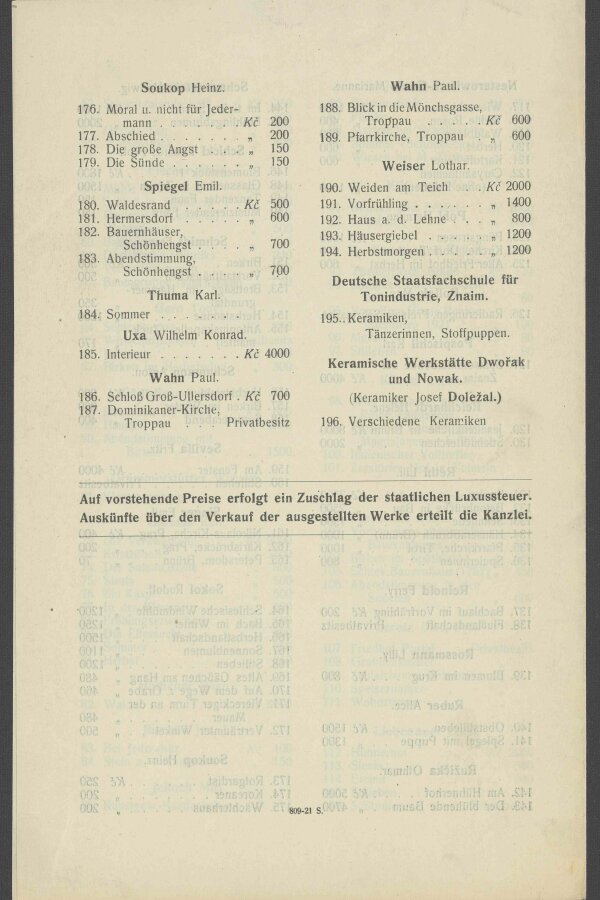 Soukop Heinz.
176. Moral u. nicht für Jeder-
mann . . . . . . . Kč 200
177. Abschied . . . . . . . „ 200
178. Die große Angst . . . . „ 150
179. Die Sünde . . . . . . . „ 150
Spiegel Emil.
180. Waldesrand . . . . . . Kč 500
181. Hermersdorf . . . . . . „ 600
182. Bauernhäuser,
Schönhengst . . . . „ 700
183. Abendstimmung,
Schönhengst . . . . „ 700
Thuma Karl.
184. Sommer . . . . . . .
Uxa Wilhelm Konrad.
185. Interieur . . . . . . . Kč 4000
Wahn Paul.
186. Schloß Groß-Ullersdorf . Kč 700
187. Dominikaner-Kirche,
Troppau . . . Privatbesitz
Wahn Paul.
188. Blick in die Mönchsgasse,
Troppau . . . . . Kč 600
189. Pfarrkirche, Troppau . „ 600
Weiser Lothar.
190. Weiden am Teich . . . Kč 2000
191. Vorfrühling . . . . . . . „ 1400
192. Haus a. d. Lehne . . . „ 800
193. Häusergiebel . . . . . . „ 1200
194. Herbstmorgen . . . . . „ 1200
Deutsche Staatsfachschule für
Tonindustrie, Znaim.
195. Keramiken,
Tänzerinnen, Stoffpuppen.
Keramische Werkstätte Dwořak
und Nowak.
(Keramiker Josef Doležal.)
196. Verschiedene Keramiken
Auf vorstehende Preise erfolgt ein Zuschlag der staatlichen Luxussteuer.
Auskünfte über den Verkauf der ausgestellten Werke erteilt die Kanzlei.
809-21 S.